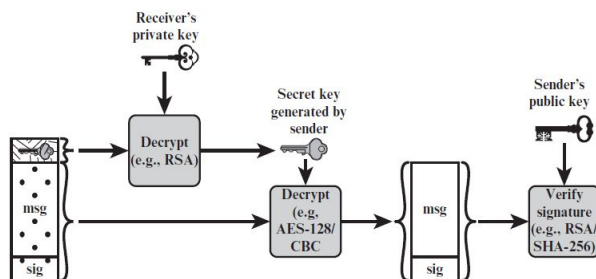 Receiver's
private key
Secret key
generated by
sender
Sender's
public key
Decrypt
(e.g., RSA)
msg
sig
Decrypt
(e.g,
AES-128/
CBC
msg
sig
Verify
signature
(e.g., RSA/
SHA-256)